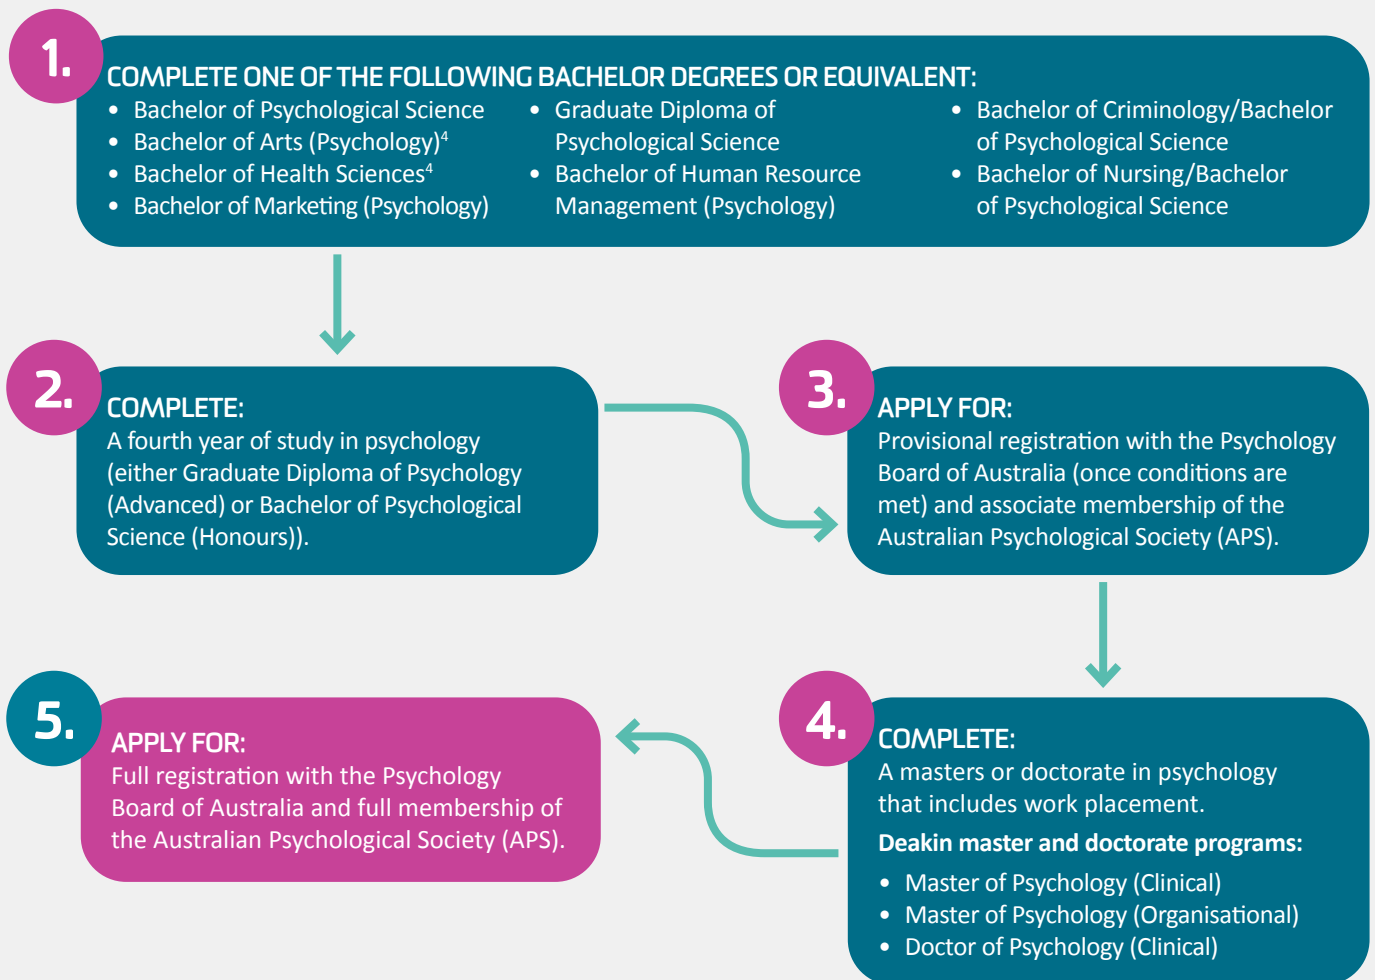 1.
COMPLETE ONE OF THE FOLLOWING BACHELOR DEGREES OR EQUIVALENT:
• Bachelor of Psychological Science
• Bachelor of Arts (Psychology)⁴
• Bachelor of Health Sciences⁴
• Bachelor of Marketing (Psychology)
• Graduate Diploma of
Psychological Science
• Bachelor of Human Resource
Management (Psychology)
• Bachelor of Criminology/Bachelor
of Psychological Science
• Bachelor of Nursing/Bachelor
of Psychological Science
2.
COMPLETE:
A fourth year of study in psychology
(either Graduate Diploma of Psychology
(Advanced) or Bachelor of Psychological
Science (Honours)).
3.
APPLY FOR:
Provisional registration with the Psychology
Board of Australia (once conditions are
met) and associate membership of the
Australian Psychological Society (APS).
4.
COMPLETE:
A masters or doctorate in psychology
that includes work placement.
Deakin master and doctorate programs:
• Master of Psychology (Clinical)
• Master of Psychology (Organisational)
• Doctor of Psychology (Clinical)
5.
APPLY FOR:
Full registration with the Psychology
Board of Australia and full membership of
the Australian Psychological Society (APS).